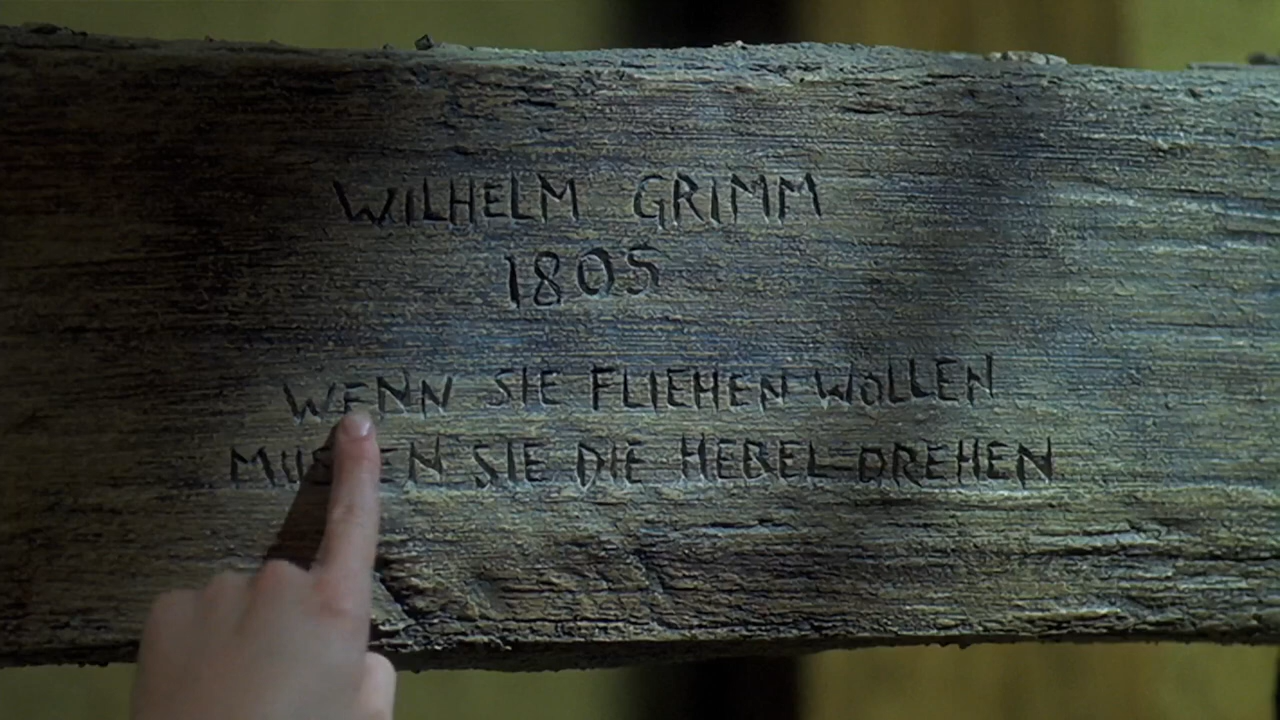 WILHELM GRIMM
1805
WENN SIE FLIEHEN WOLLEN
SIE DIE HEBEL DREHEN